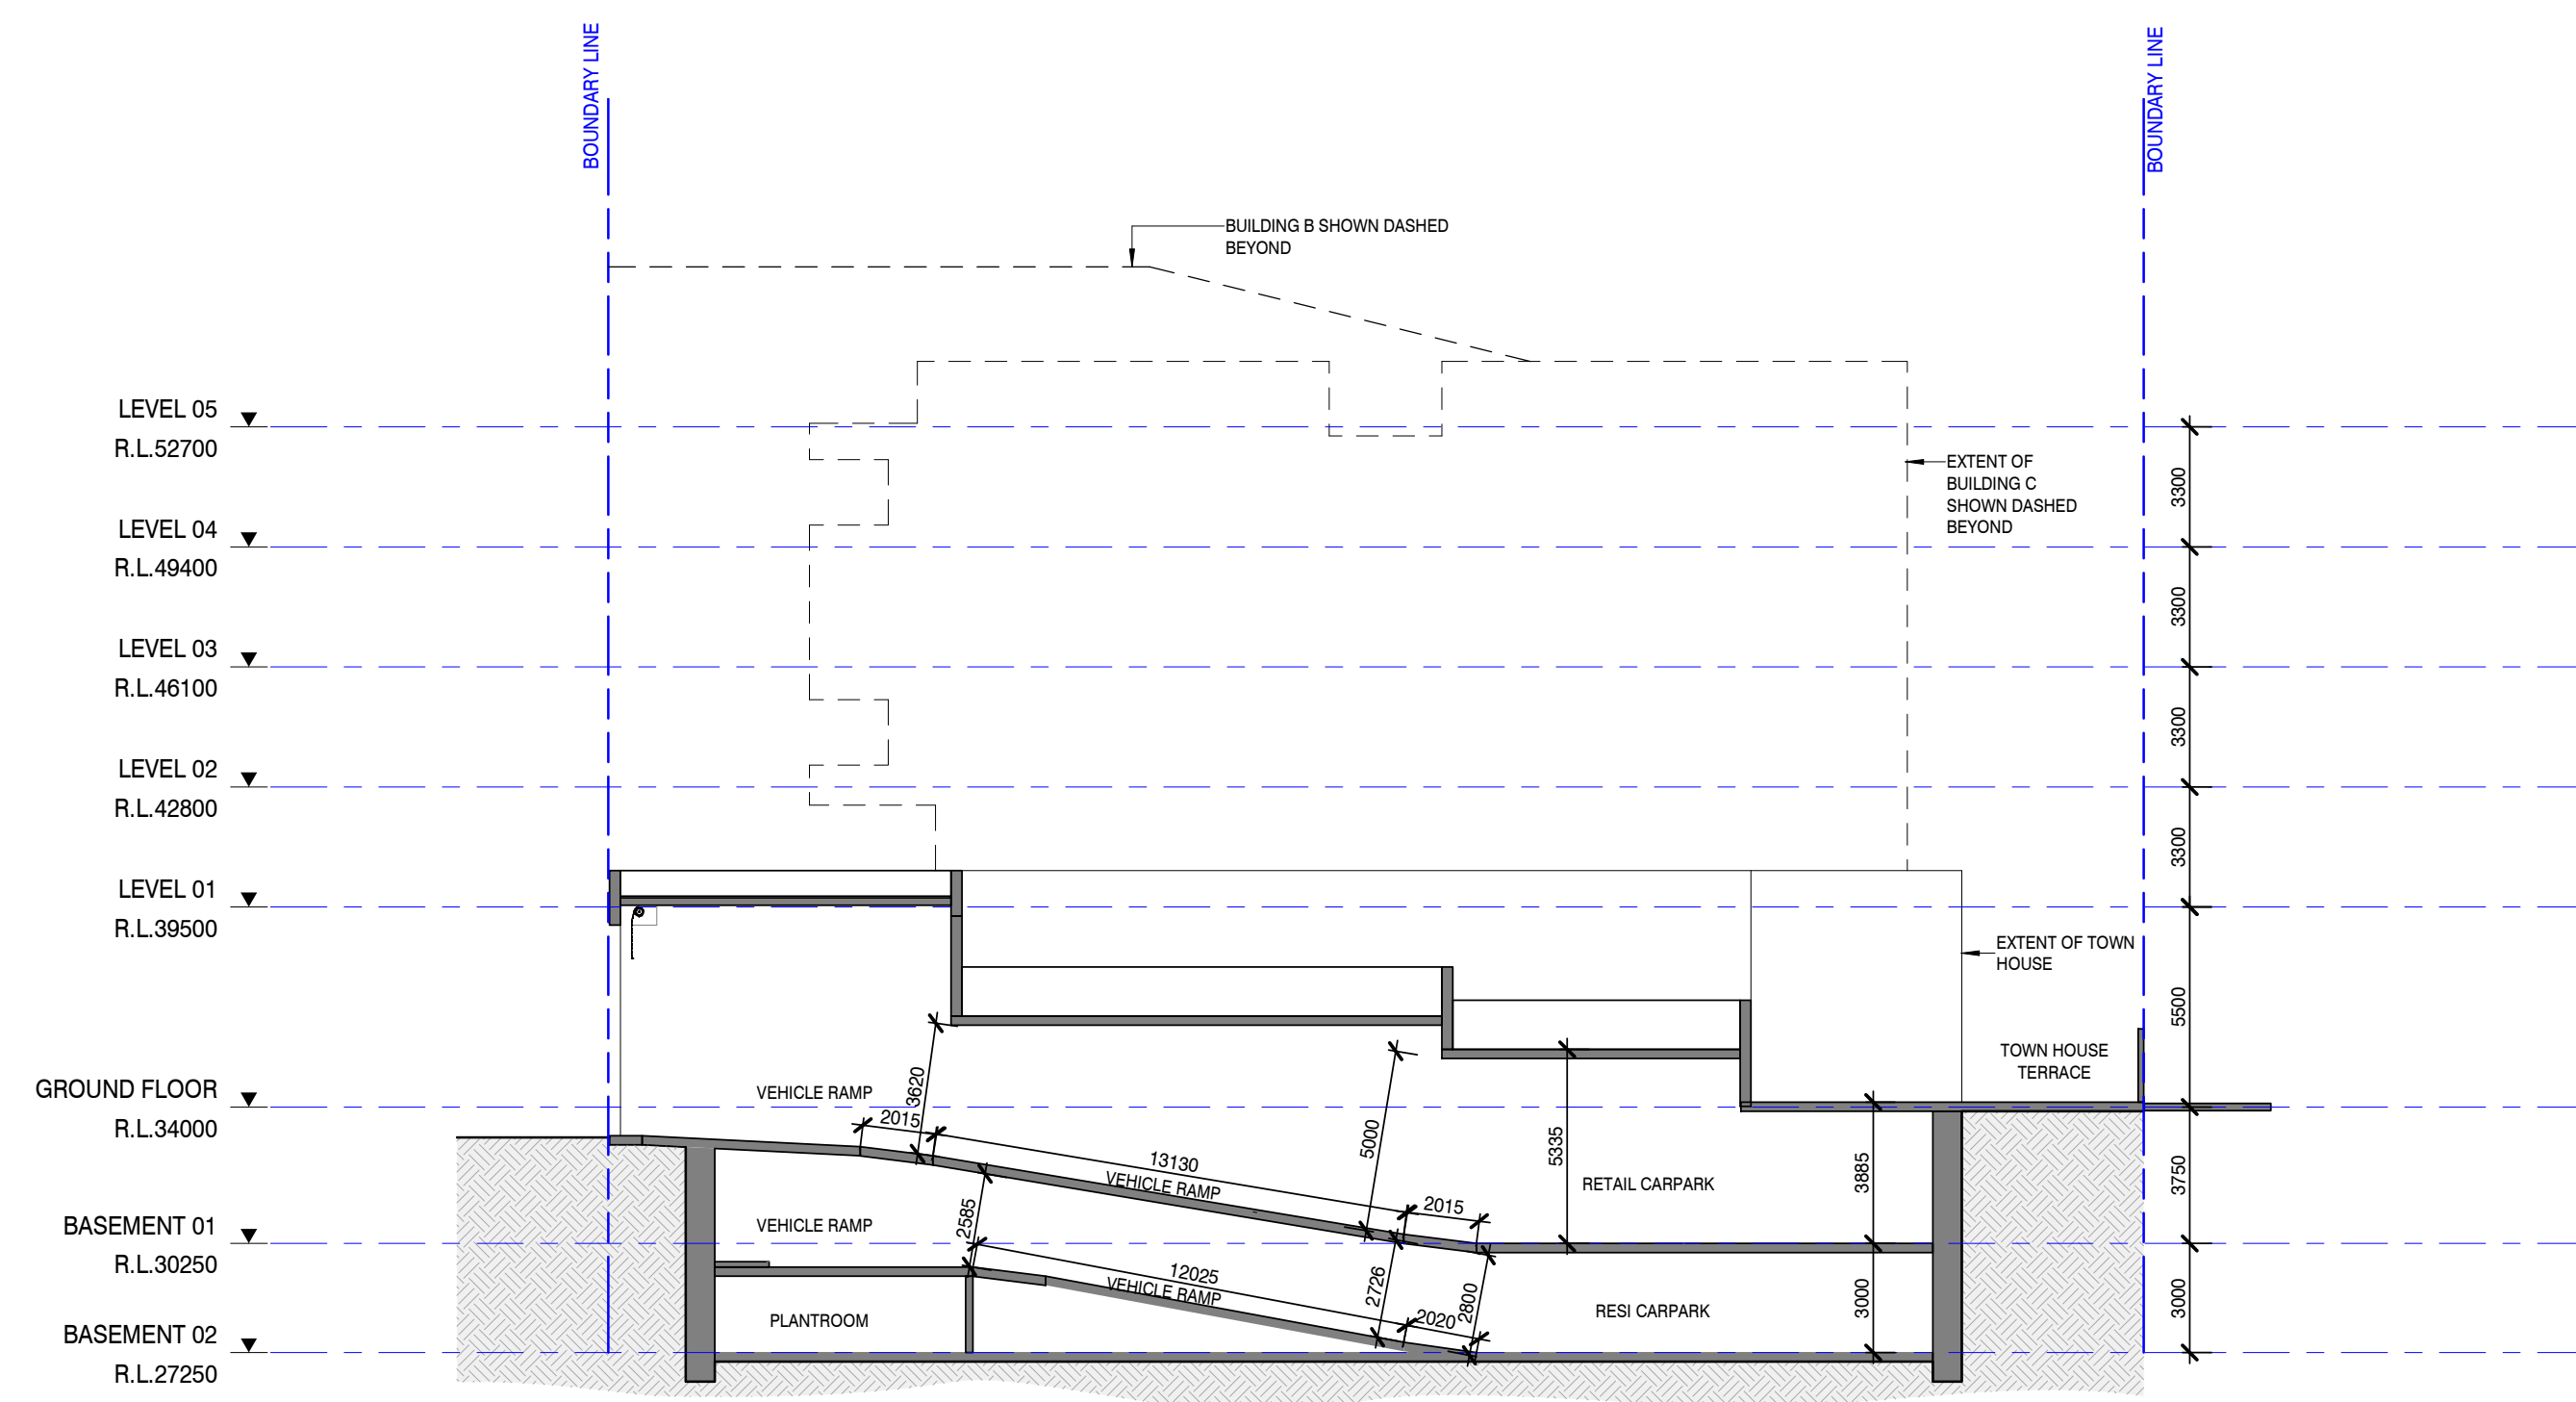 BOUNDARY LINE
BOUNDARY LINE
BUILDING B SHOWN DASHED
BEYOND
LEVEL 05
R.L.52700
EXTENT OF
BUILDING C
SHOWN DASHED
BEYOND
3300
LEVEL 04
R.L.49400
3300
LEVEL 03
R.L.46100
3300
LEVEL 02
R.L.42800
3300
LEVEL 01
R.L.39500
EXTENT OF TOWN
HOUSE
5500
TOWN HOUSE
TERRACE
GROUND FLOOR
R.L.34000
VEHICLE RAMP
3620
2015
13130
VEHICLE RAMP
5000
5335
RETAIL CARPARK
3885
3750
2015
BASEMENT 01
R.L.30250
VEHICLE RAMP
2585
12025
VEHICLE RAMP
2726
2020
2800
RESI CARPARK
3000
3000
PLANTROOM
BASEMENT 02
R.L.27250